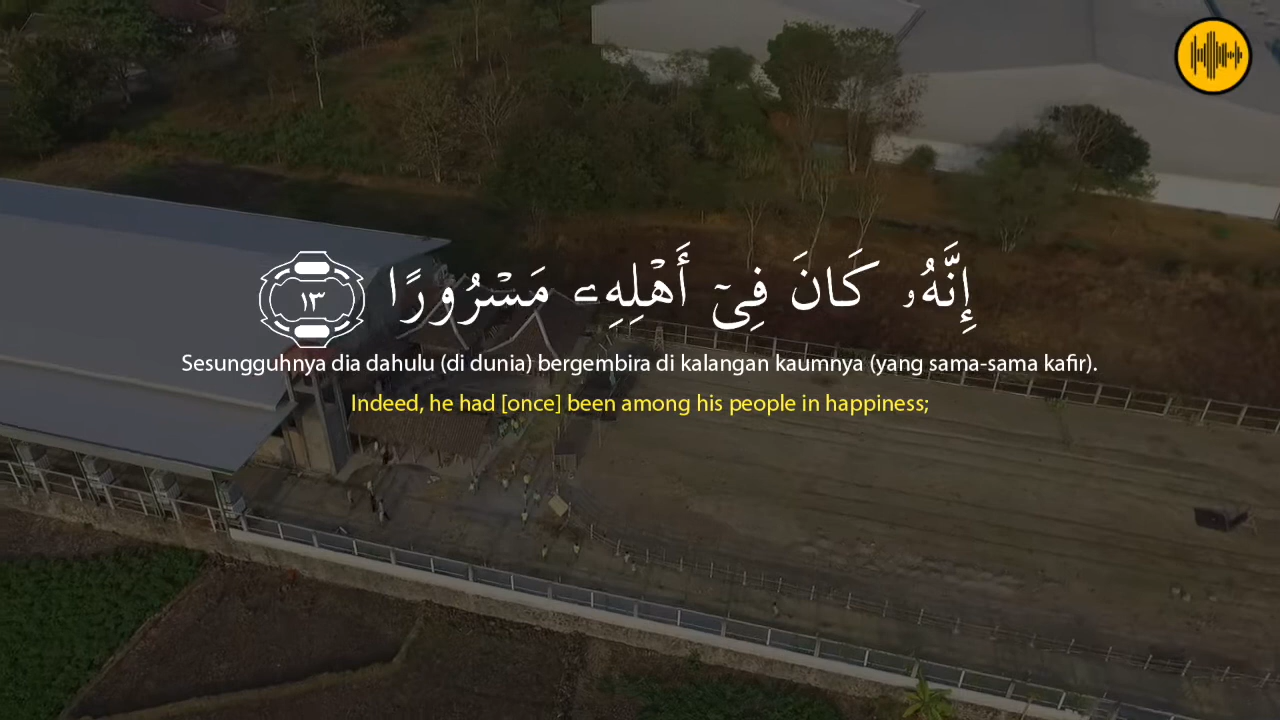 إِنَّهُۥ كَانَ فِىٓ أَهْلِهِۦ مَسْرُورًا ١٣
Sesungguhnya dia dahulu (di dunia) bergembira di kalangan kaumnya (yang sama-sama kafir).
Indeed, he had [once] been among his people in happiness;